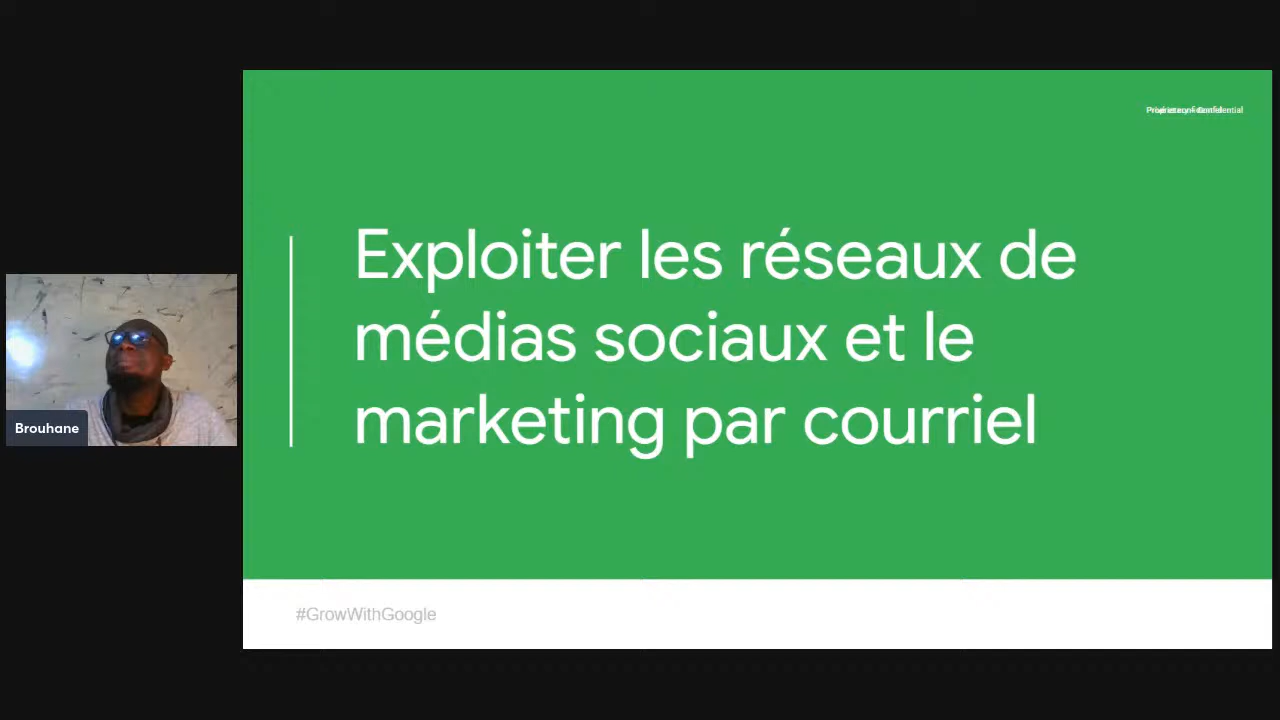 Exploiter les réseaux de
médias sociaux et le
marketing par courriel
Brouhane
#GrowWithGoogle